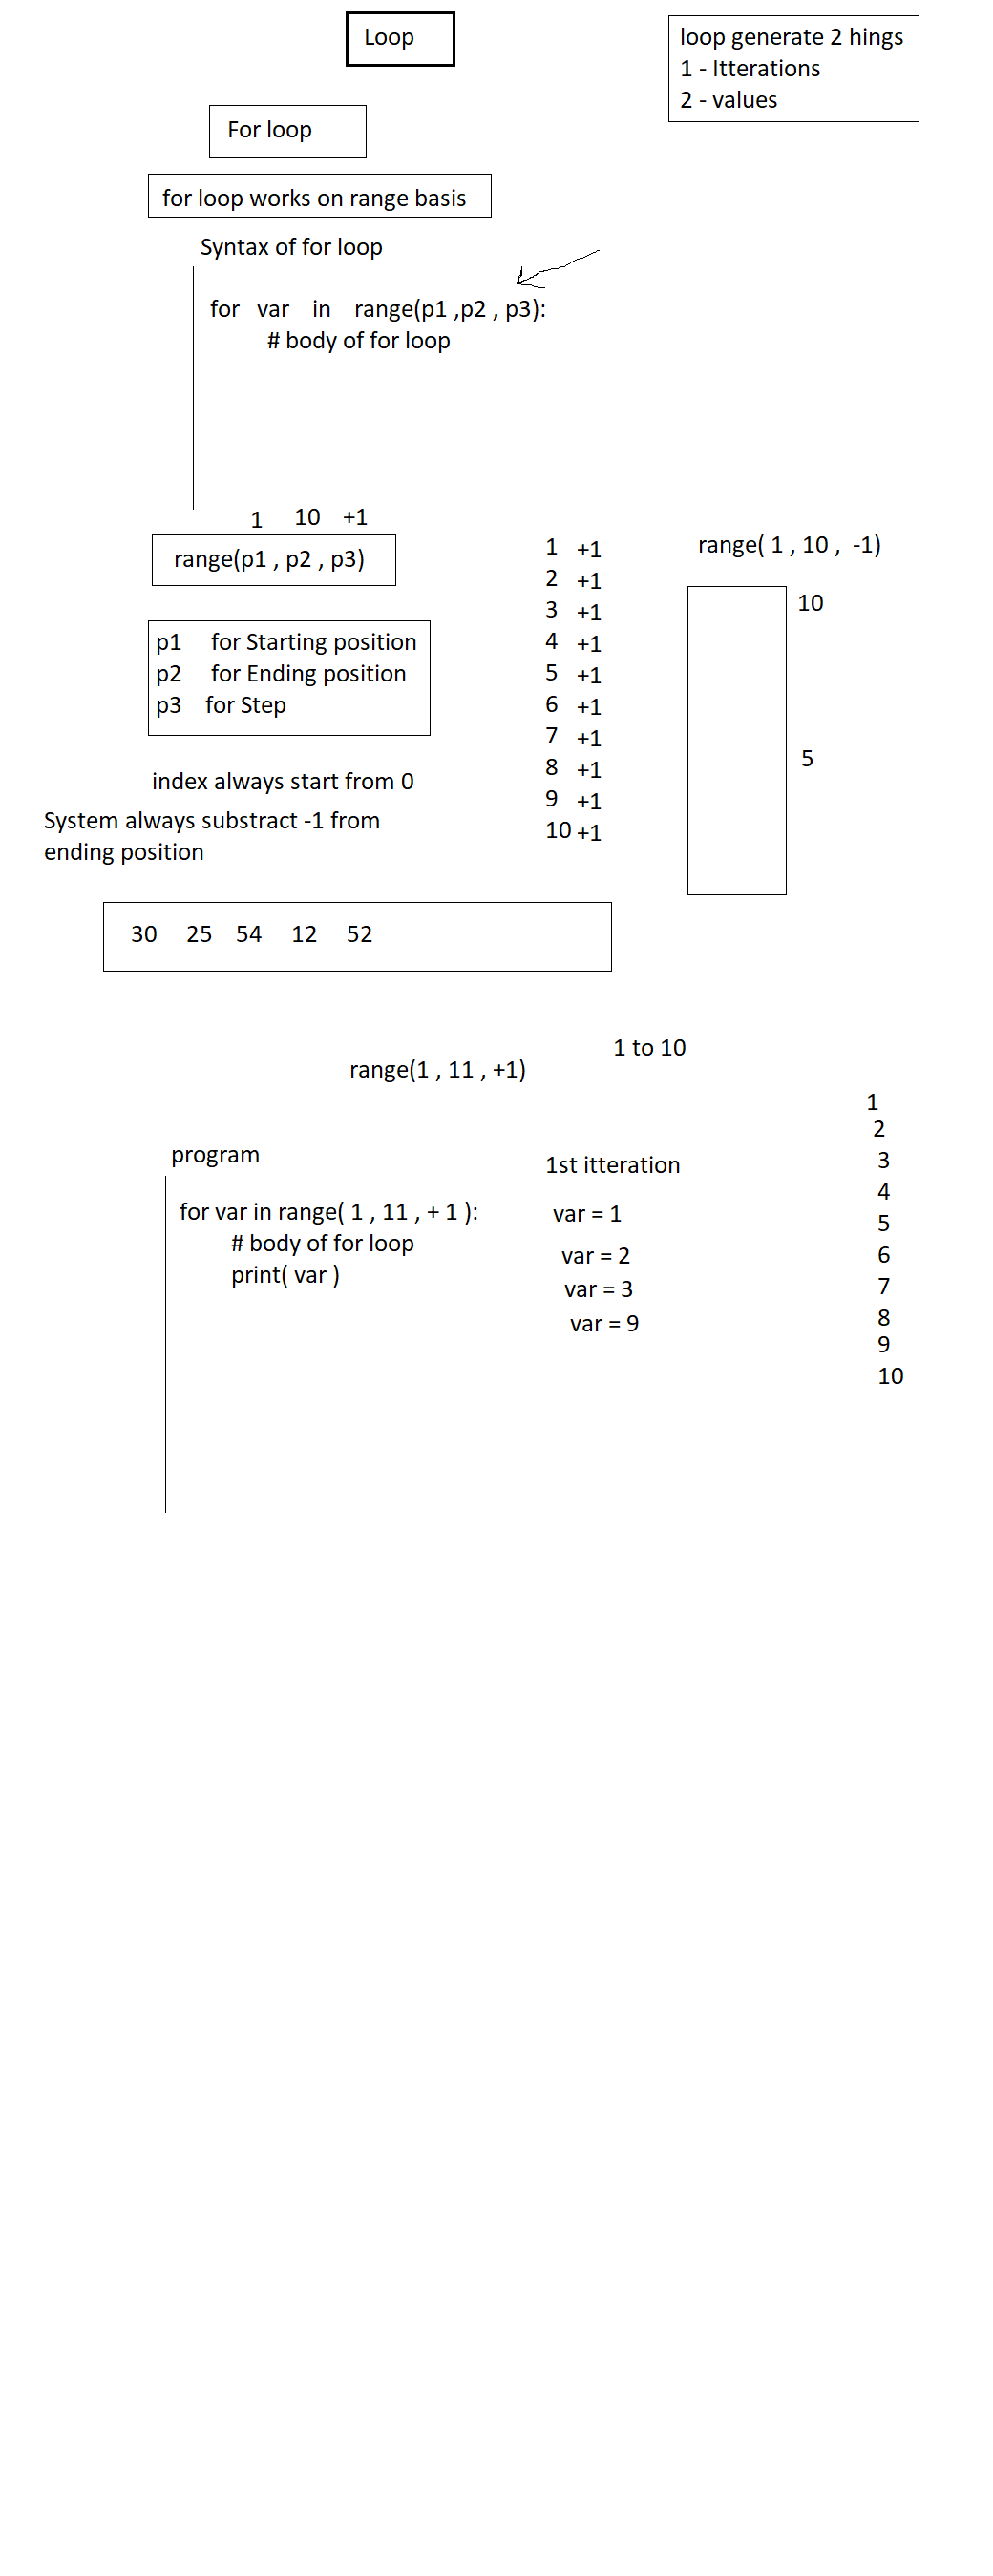 Loop
loop generate 2 hings
1 - Itterations
2 - values
For loop
for loop works on range basis
Syntax of for loop
for var in range(p1 ,p2 , p3):
# body of for loop
1 10 +1
range(p1 , p2 , p3)
p1 for Starting position
p2 for Ending position
p3 for Step
index always start from 0
System always substract -1 from
ending position
1 +1
2 +1
3 +1
4 +1
5 +1
6 +1
7 +1
8 +1
9 +1
10 +1
range( 1 , 10 , -1)
10
5
30 25 54 12 52
1 to 10
range(1 , 11 , +1)
program
for var in range( 1 , 11 , + 1 ):
# body of for loop
print( var )
1st itteration
var = 1
var = 2
var = 3
var = 9
1
2
3
4
5
6
7
8
9
10